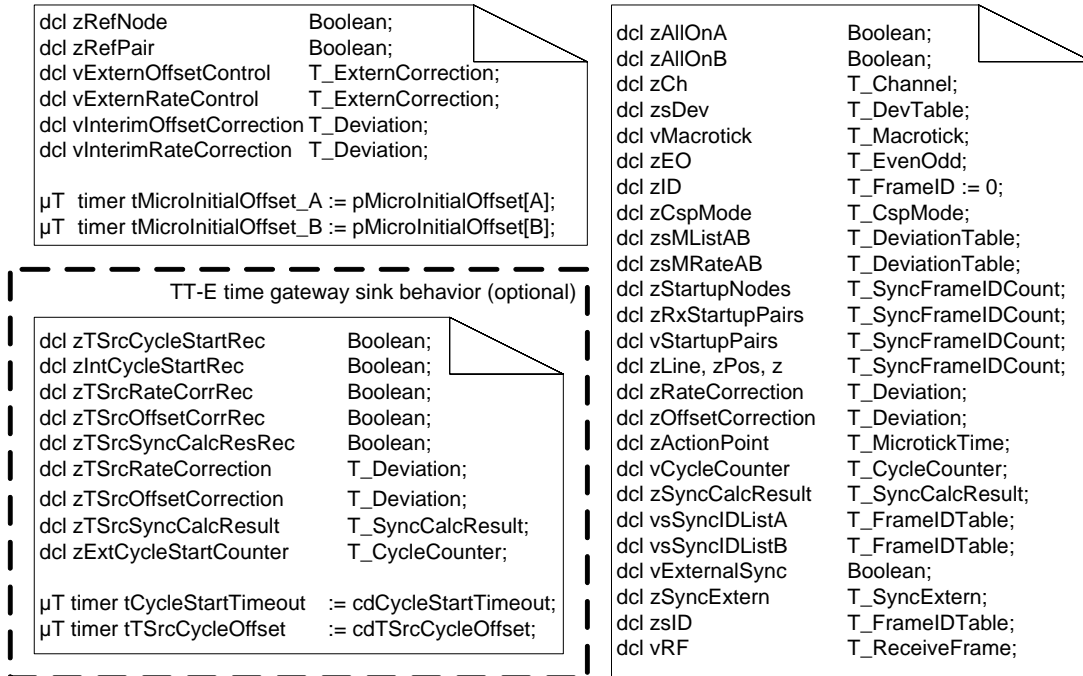 dcl zRefNode Boolean;
dcl zRefPair Boolean;
dcl vExternOffsetControl T_ExternCorrection;
dcl vExternRateControl T_ExternCorrection;
dcl vInterimOffsetCorrection T_Deviation;
dcl vInterimRateCorrection T_Deviation;
µT timer tMicroInitialOffset_A := pMicroInitialOffset[A];
µT timer tMicroInitialOffset_B := pMicroInitialOffset[B];
TT-E time gateway sink behavior (optional)
dcl zTSrcCycleStartRec Boolean;
dcl zIntCycleStartRec Boolean;
dcl zTSrcRateCorrRec Boolean;
dcl zTSrcOffsetCorrRec Boolean;
dcl zTSrcSyncCalcResRec Boolean;
dcl zTSrcRateCorrection T_Deviation;
dcl zTSrcOffsetCorrection T_Deviation;
dcl zTSrcSyncCalcResult T_SyncCalcResult;
dcl zExtCycleStartCounter T_CycleCounter;
µT timer tCycleStartTimeout := cdCycleStartTimeout;
µT timer tTSrcCycleOffset := cdTSrcCycleOffset;
dcl zAllOnA Boolean;
dcl zAllOnB Boolean;
dcl zCh T_Channel;
dcl zsDev T_DevTable;
dcl vMacrotick T_Macrotick;
dcl zEO T_EvenOdd;
dcl zID T_FrameID := 0;
dcl zCspMode T_CspMode;
dcl zsMListAB T_DeviationTable;
dcl zsMRateAB T_DeviationTable;
dcl zStartupNodes T_SyncFrameIDCount;
dcl zRxStartupPairs T_SyncFrameIDCount;
dcl vStartupPairs T_SyncFrameIDCount;
dcl zLine, zPos, z T_SyncFrameIDCount;
dcl zRateCorrection T_Deviation;
dcl zOffsetCorrection T_Deviation;
dcl zActionPoint T_MicrotickTime;
dcl vCycleCounter T_CycleCounter;
dcl zSyncCalcResult T_SyncCalcResult;
dcl vsSyncIDListA T_FrameIDTable;
dcl vsSyncIDListB T_FrameIDTable;
dcl vExternalSync Boolean;
dcl zSyncExtern T_SyncExtern;
dcl zsID T_FrameIDTable;
dcl vRF T_ReceiveFrame;